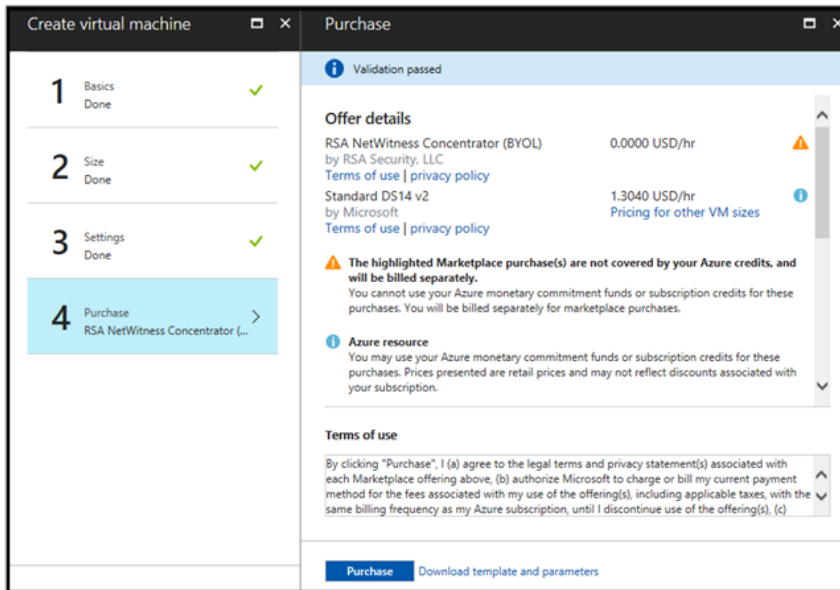 Create virtual machine
1
Basics
Done
2
Size
Done
3
Settings
Done
4
Purchase
RSA NetWitness Concentrator (...
Purchase
Validation passed
Offer details
RSA NetWitness Concentrator (BYOL) 0.0000 USD/hr
by RSA Security, LLC
Terms of use | privacy policy
Standard DS14 v2 1.3040 USD/hr
by Microsoft Pricing for other VM sizes
Terms of use | privacy policy
The highlighted Marketplace purchase(s) are not covered by your Azure credits, and
will be billed separately.
You cannot use your Azure monetary commitment funds or subscription credits for these
purchases. You will be billed separately for marketplace purchases.
Azure resource
You may use your Azure monetary commitment funds or subscription credits for these
purchases. Prices presented are retail prices and may not reflect discounts associated with
your subscription.
Terms of use
By clicking "Purchase", I (a) agree to the legal terms and privacy statement(s) associated with
each Marketplace offering above, (b) authorize Microsoft to charge or bill my current payment
method for the fees associated with my use of the offering(s), including applicable taxes, with the
same billing frequency as my Azure subscription, until I discontinue use of the offering(s), (c)
Purchase Download template and parameters